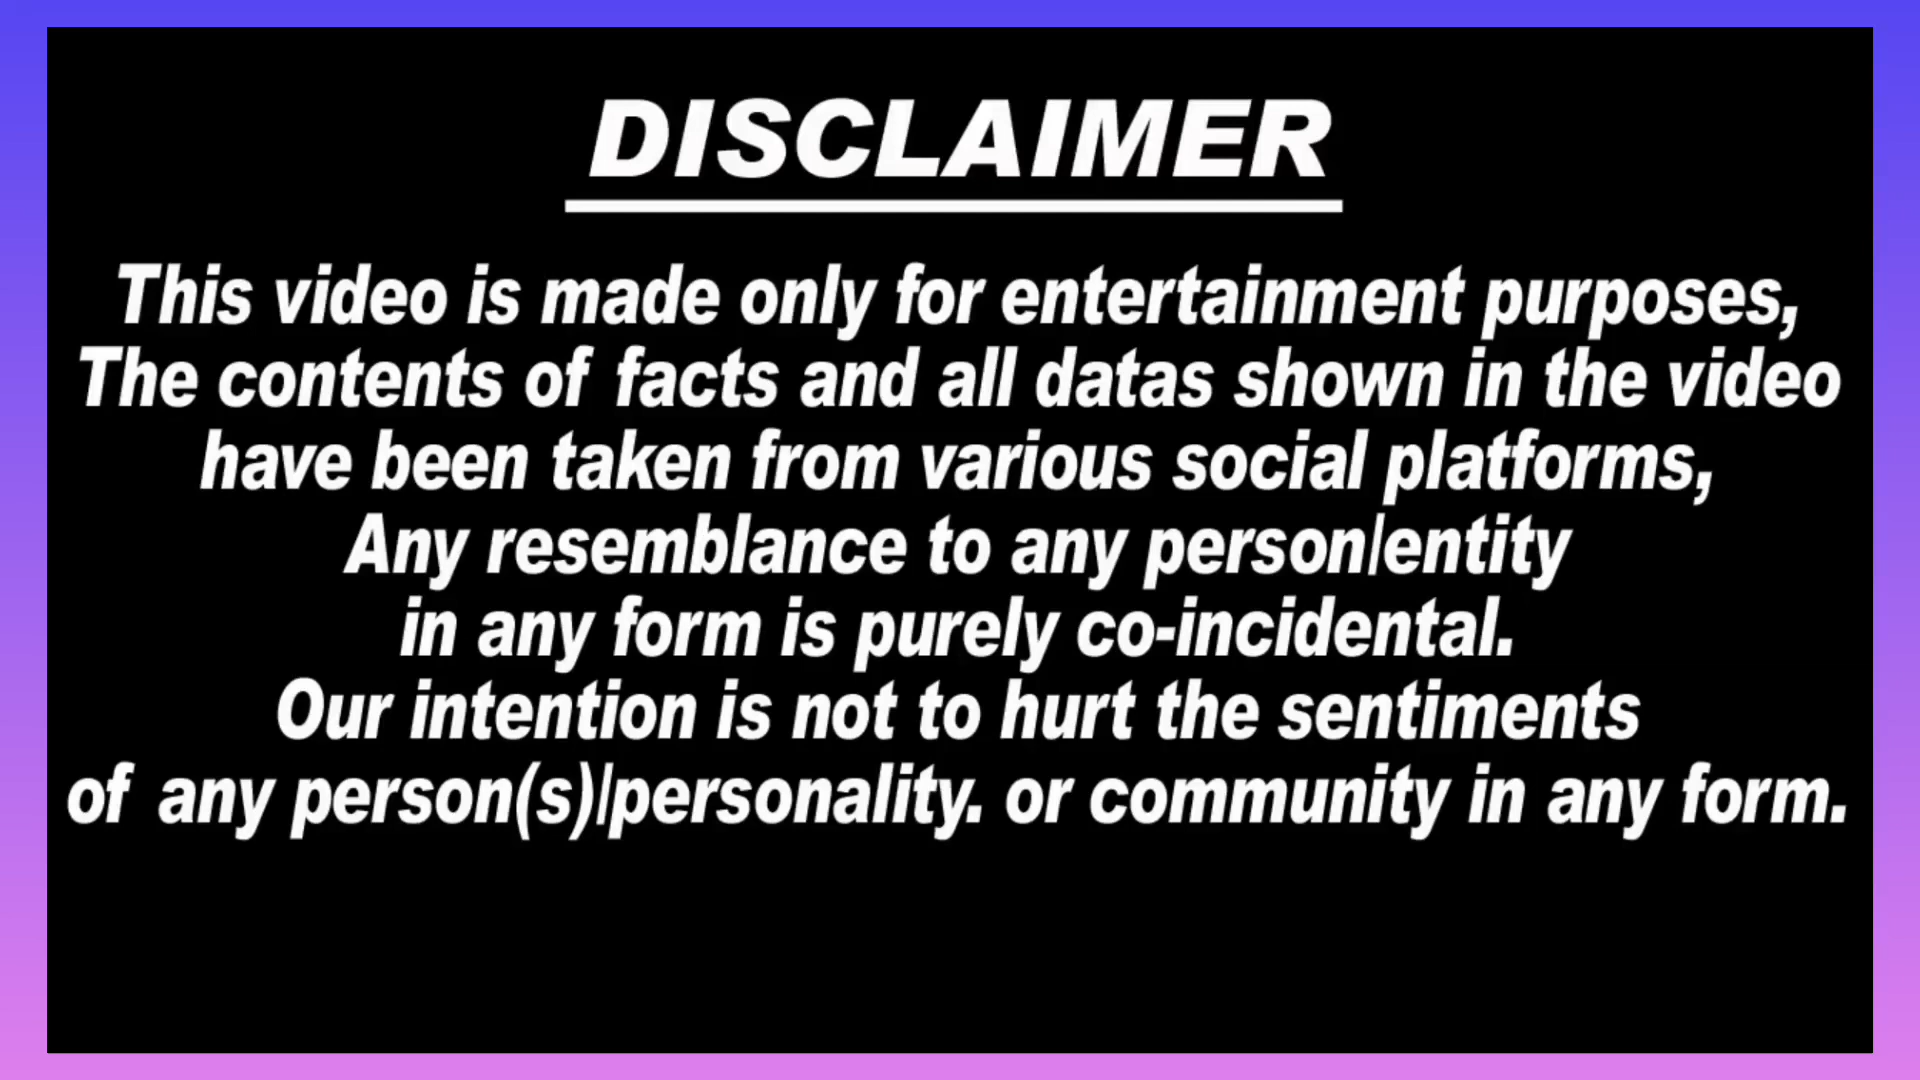 DISCLAIMER
This video is made only for entertainment purposes,
The contents of facts and all datas shown in the video
have been taken from various social platforms,
Any resemblance to any person|entity
in any form is purely co-incidental.
Our intention is not to hurt the sentiments
of any person(s)|personality. or community in any form.